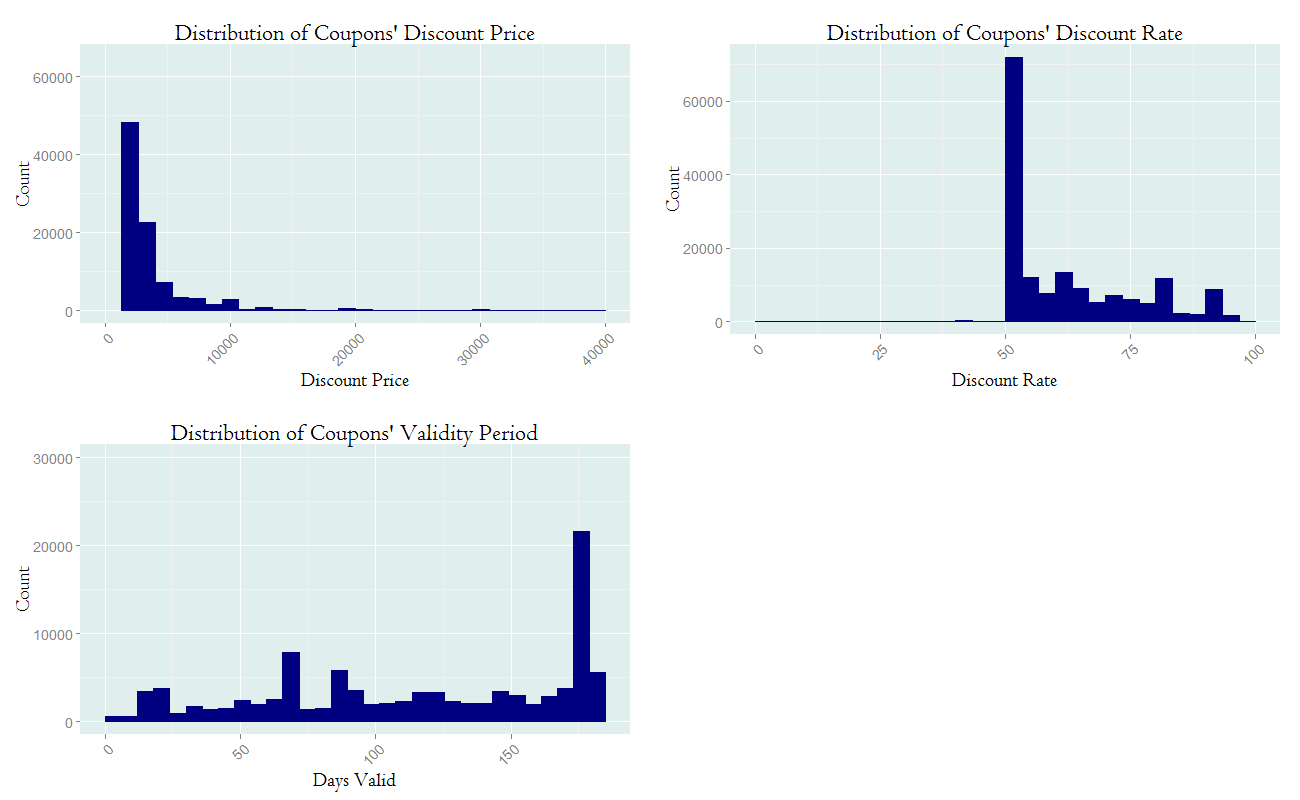 Distribution of Coupons' Discount Price
60000
40000
20000
0
Count
0
10000
20000
30000
40000
Discount Price
Distribution of Coupons' Discount Rate
60000
40000
20000
0
Count
0
25
50
75
100
Discount Rate
Distribution of Coupons' Validity Period
30000
20000
10000
0
Count
0
50
100
150
Days Valid